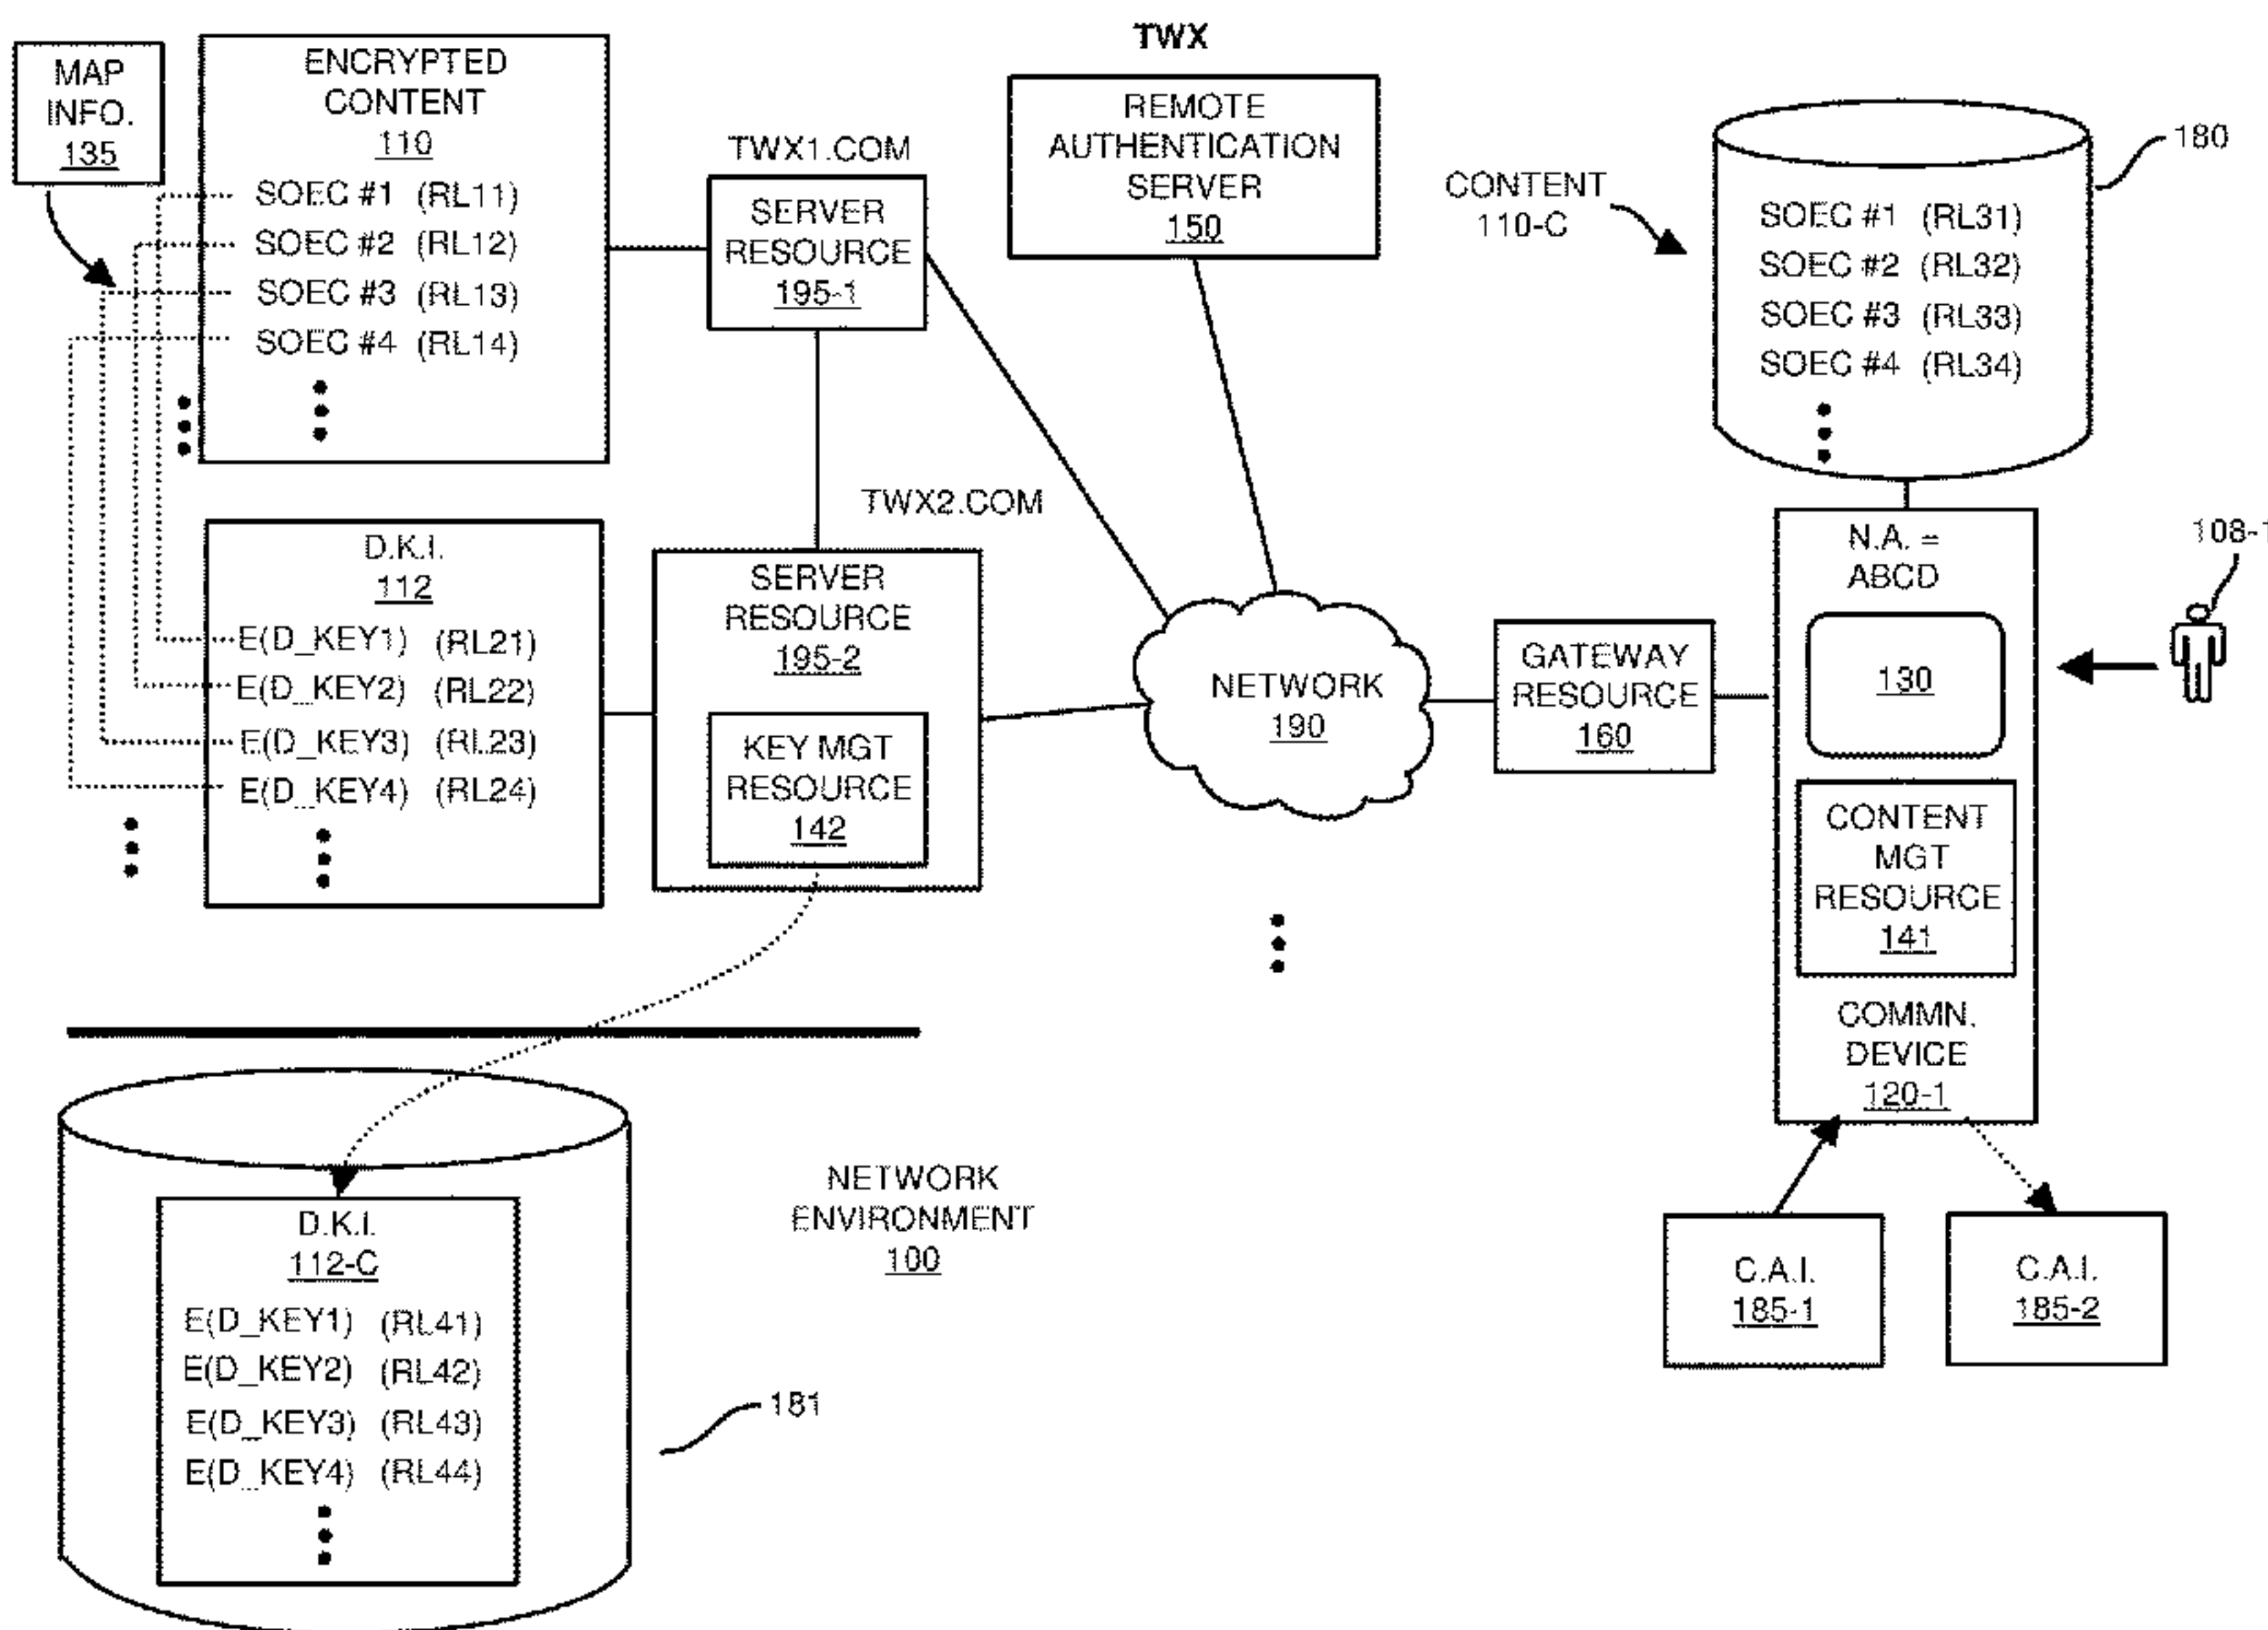 TWX
MAP
INFO.
135
ENCRYPTED
CONTENT
110
SOEC #1 (RL11)
SOEC #2 (RL12)
SOEC #3 (RL13)
SOEC #4 (RL14)
TWX1.COM
SERVER
RESOURCE
195-1
REMOTE
AUTHENTICATION
SERVER
150
CONTENT
110-C
180
SOEC #1 (RL31)
SOEC #2 (RL32)
SOEC #3 (RL33)
SOEC #4 (RL34)
D.K.I.
112
E(D_KEY1) (RL21)
E(D_KEY2) (RL22)
E(D_KEY3) (RL23)
E(D_KEY4) (RL24)
TWX2.COM
SERVER
RESOURCE
195-2
KEY MGT
RESOURCE
142
NETWORK
190
GATEWAY
RESOURCE
160
N.A. =
ABCD
130
CONTENT
MGT
RESOURCE
141
COMMN.
DEVICE
120-1
108-1
D.K.I.
112-C
E(D_KEY1) (RL41)
E(D_KEY2) (RL42)
E(D_KEY3) (RL43)
E(D_KEY4) (RL44)
181
NETWORK
ENVIRONMENT
100
C.A.I.
185-1
C.A.I.
185-2